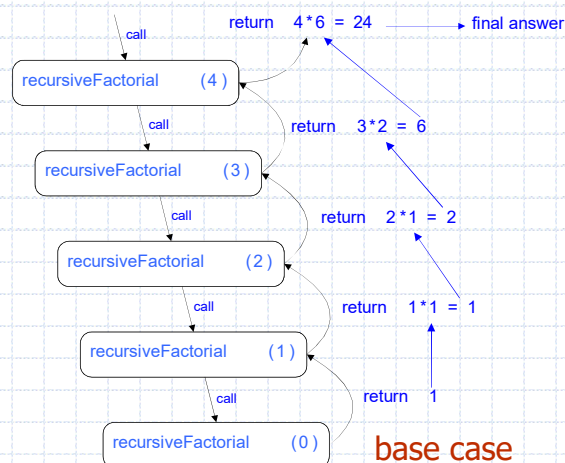 return 4*6 = 24 final answer
call
recursiveFactorial (4)
call
return 3*2 = 6
recursiveFactorial (3)
call
return 2*1 = 2
recursiveFactorial (2)
call
return 1*1 = 1
recursiveFactorial (1)
call
return 1
recursiveFactorial (0)
base case